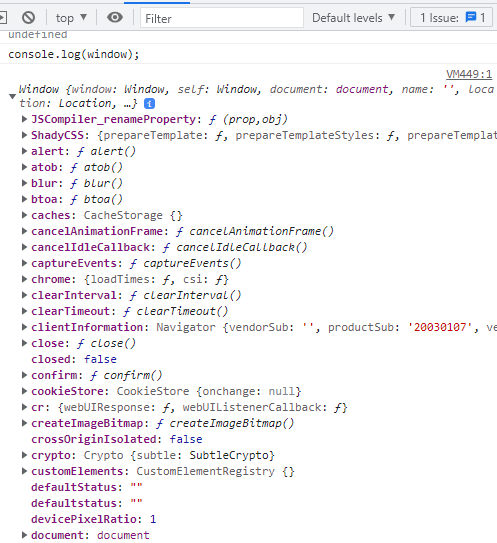 top ▼ Filter Default levels ▼ 1 Issue: 1
undefined
console.log(window);
VM449:1
Window {window: Window, self: Window, document: document, name: '', loca
tion: Location, …} i
JSCompiler_renameProperty: ƒ (prop,obj)
ShadyCSS: {prepareTemplate: ƒ, prepareTemplateStyles: ƒ, prepareTempla
alert: ƒ alert()
atob: ƒ atob()
blur: ƒ blur()
btoa: ƒ btoa()
caches: CacheStorage {}
cancelAnimationFrame: ƒ cancelAnimationFrame()
cancelIdleCallback: ƒ cancelIdleCallback()
captureEvents: ƒ captureEvents()
chrome: {loadTimes: ƒ, csi: ƒ}
clearInterval: ƒ clearInterval()
clearTimeout: ƒ clearTimeout()
clientInformation: Navigator {vendorSub: '', productSub: '20030107', ve
close: ƒ close()
closed: false
confirm: ƒ confirm()
cookieStore: CookieStore {onchange: null}
cr: {webUIResponse: ƒ, webUIListenerCallback: ƒ}
createImageBitmap: ƒ createImageBitmap()
crossOriginIsolated: false
crypto: Crypto {subtle: SubtleCrypto}
customElements: CustomElementRegistry {}
defaultStatus: ""
defaultstatus: ""
devicePixelRatio: 1
document: document